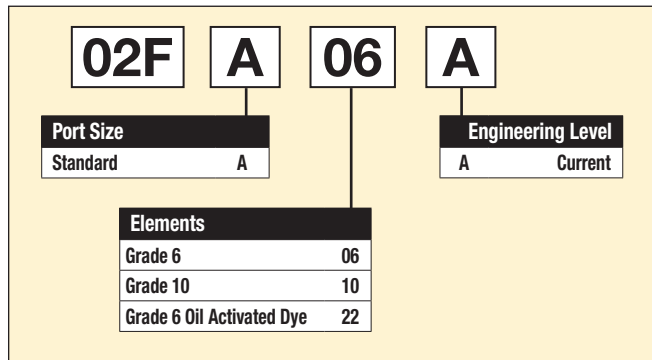 02F A 06 A
Port Size
Standard A
Engineering Level
A Current
Elements
Grade 6 06
Grade 10 10
Grade 6 Oil Activated Dye 22